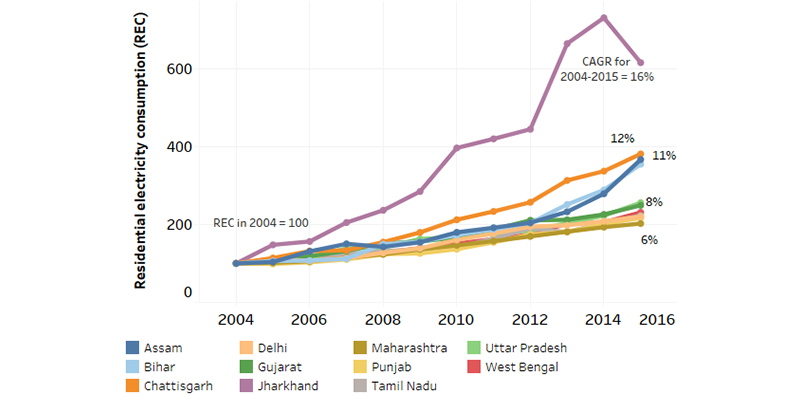 Residential electricity consumption (REC)
600
400
200
0
CAGR for
2004-2015 = 16%
12%
11%
8%
6%
REC in 2004 = 100
2004 2006 2008 2010 2012 2014 2016
Assam Delhi Maharashtra Uttar Pradesh
Bihar Gujarat Punjab West Bengal
Chattisgarh Jharkhand Tamil Nadu